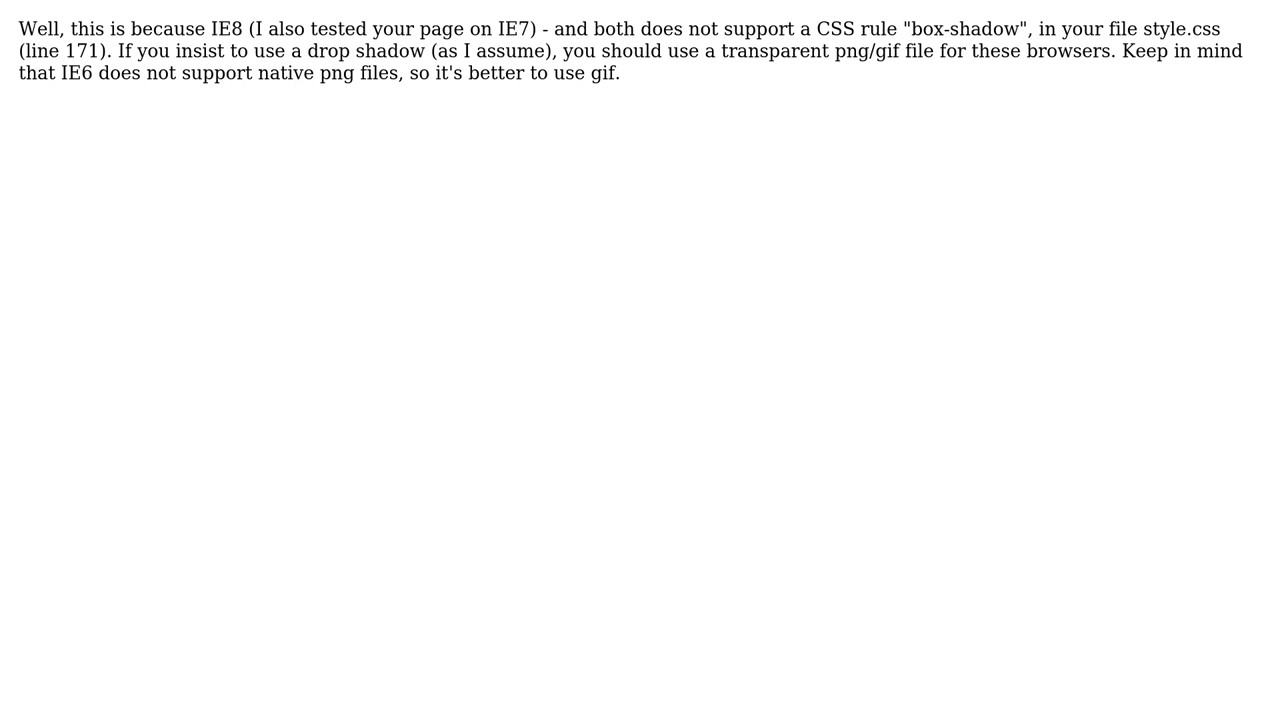 Well, this is because IE8 (I also tested your page on IE7) - and both does not support a CSS rule "box-shadow", in your file style.css
(line 171). If you insist to use a drop shadow (as I assume), you should use a transparent png/gif file for these browsers. Keep in mind
that IE6 does not support native png files, so it's better to use gif.